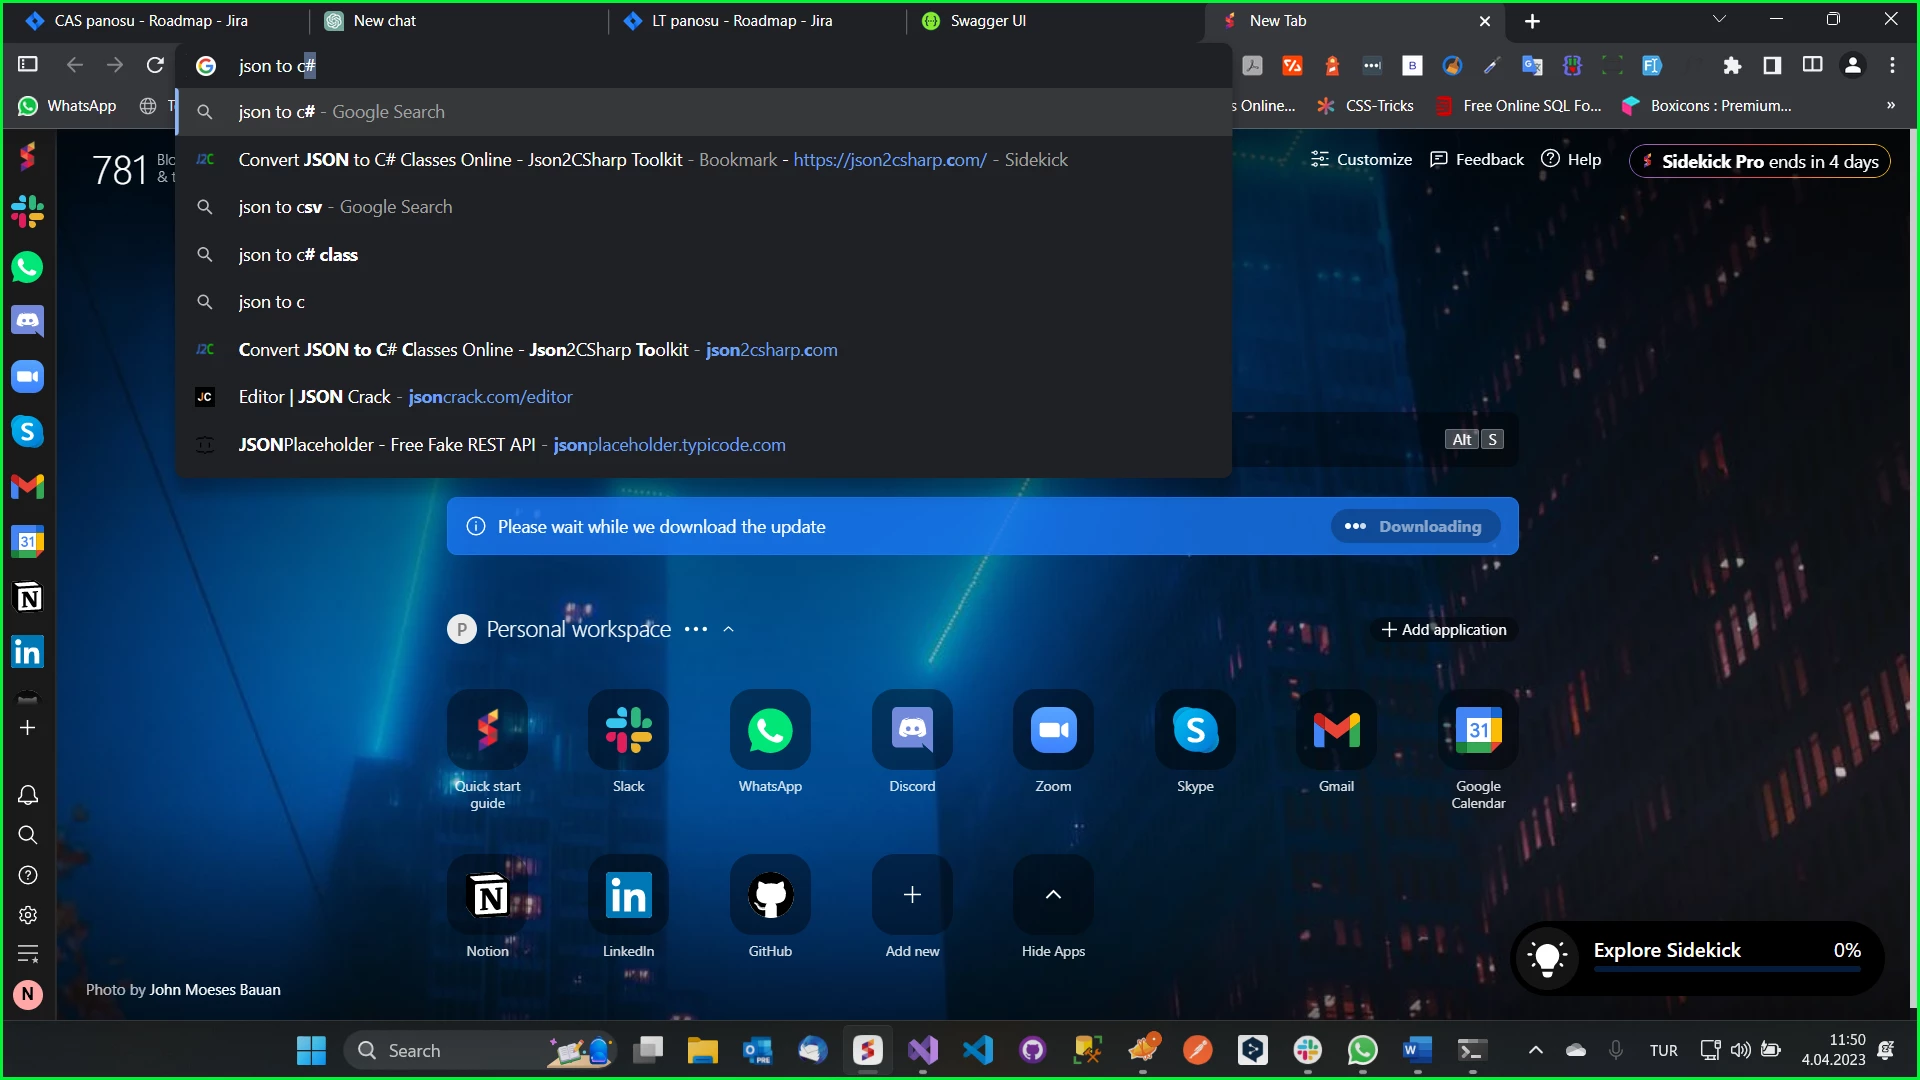 CAS panosu - Roadmap - Jira
New chat
LT panosu - Roadmap - Jira
Swagger UI
New Tab
json to c#
WhatsApp
s Online...
CSS-Tricks
Free Online SQL Fo...
Boxicons : Premium...
json to c# - Google Search
Convert JSON to C# Classes Online - Json2CSharp Toolkit - Bookmark - https://json2csharp.com/ - Sidekick
json to csv - Google Search
json to c# class
json to c
Convert JSON to C# Classes Online - Json2CSharp Toolkit - json2csharp.com
Editor | JSON Crack - jsoncrack.com/editor
JSONPlaceholder - Free Fake REST API - jsonplaceholder.typicode.com
781
Customize
Feedback
Help
Sidekick Pro ends in 4 days
Alt S
Please wait while we download the update
Downloading
P Personal workspace
Add application
Quick start guide
Slack
WhatsApp
Discord
Zoom
Skype
Gmail
Google Calendar
Notion
LinkedIn
GitHub
Add new
Hide Apps
Explore Sidekick 0%
N
Photo by John Moeses Bauan
Search
TUR
11:50
4.04.2023